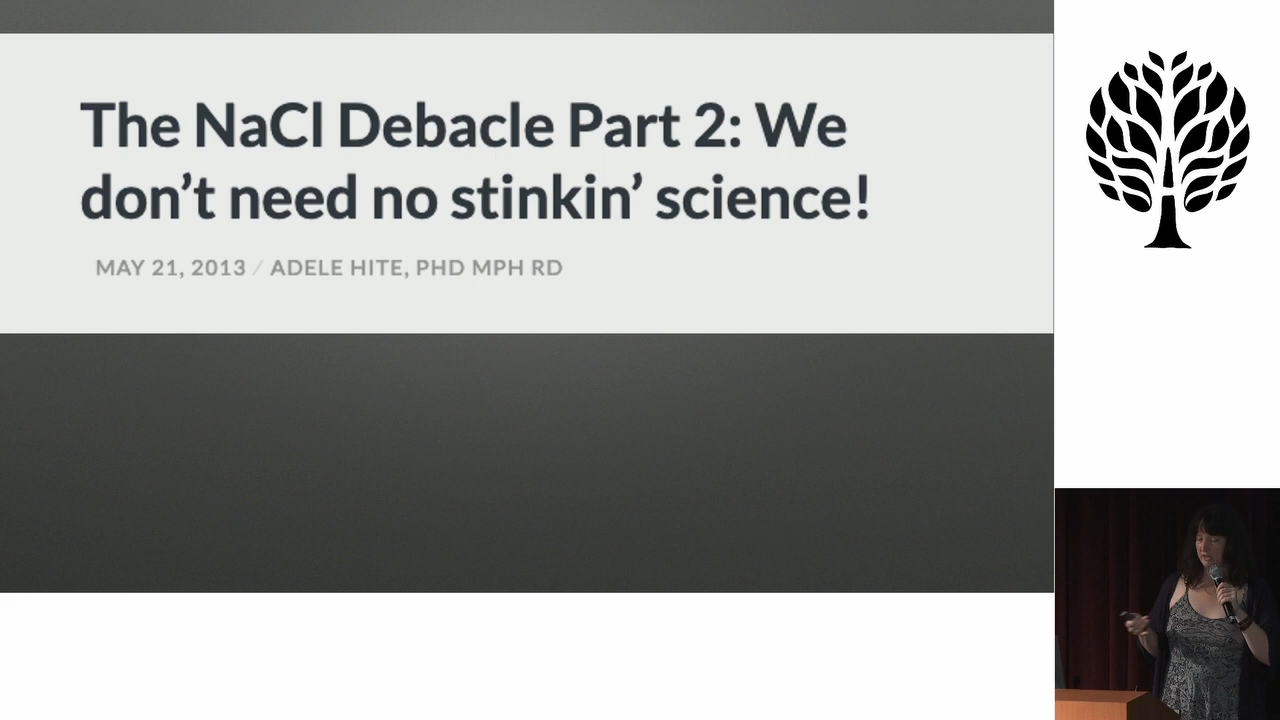 The NaCl Debacle Part 2: We
don’t need no stinkin’ science!
MAY 21, 2013 / ADELE HITE, PHD MPH RD